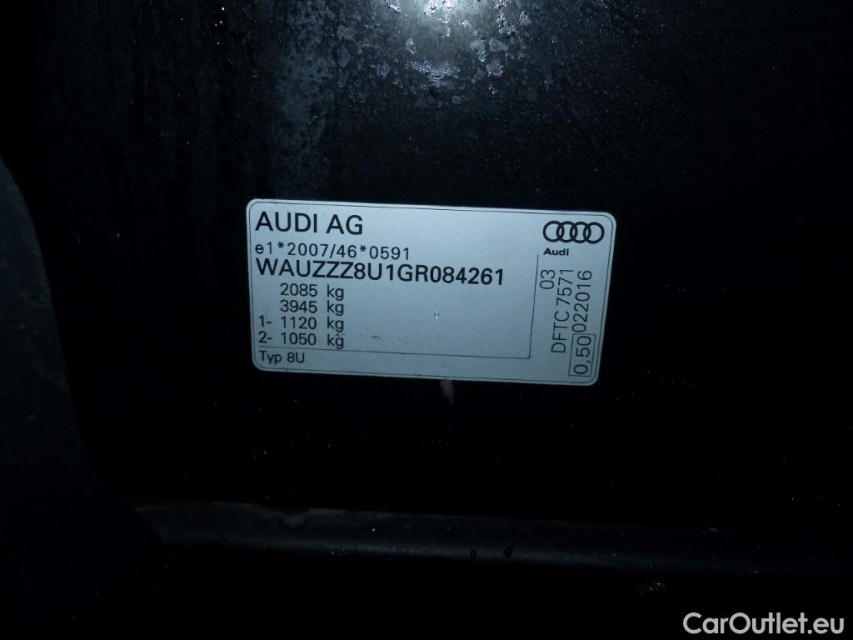 AUDI AG
e1*2007/46*0591
WAUZZZ8U1GR084261
2085 kg
3945 kg
1- 1120 kg
2- 1050 kg
Typ 8U
Audi
03
DFTC 7571
0,50 022016
CarOutlet.eu